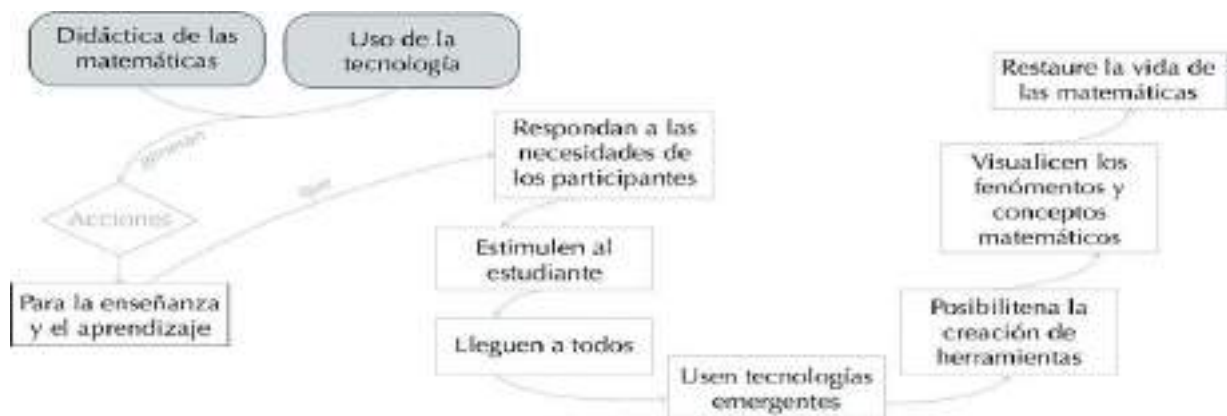 Didáctica de las
matemáticas
Uso de la
tecnología
Acciones
Para la enseñanza
y el aprendizaje
Respondan a las
necesidades de
los participantes
Estimulen al
estudiante
Lleguen a todos
Usen tecnologías
emergentes
Posibilitena la
creación de
herramientas
Visualicen los
fenómentos y
conceptos
matemáticos
Restaure la vida de
las matemáticas